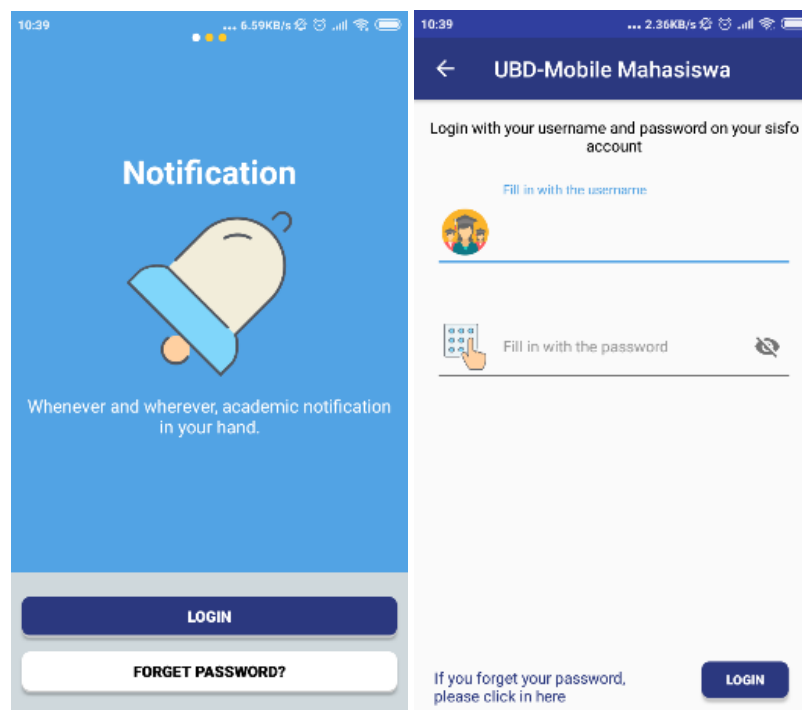 10:39
... 6.59KB/s
Notification
Whenever and wherever, academic notification
in your hand.
LOGIN
FORGET PASSWORD?
10:39
... 2.36KB/s
UBD-Mobile Mahasiswa
Login with your username and password on your sisfo
account
Fill in with the username
Fill in with the password
If you forget your password,
please click in here
LOGIN